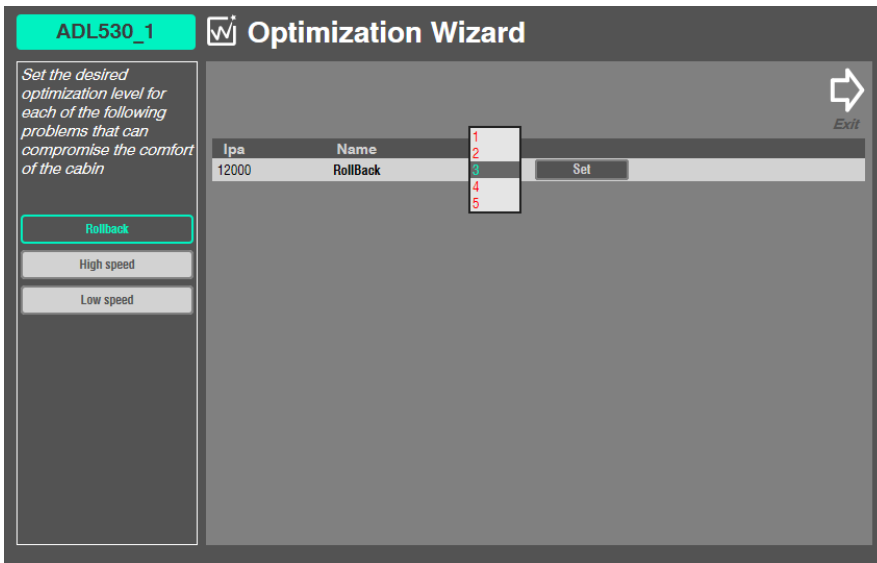 ADL530_1
Optimization Wizard
Set the desired
optimization level for
each of the following
problems that can
compromise the comfort
of the cabin
Rollback
High speed
Low speed
Exit
Ipa Name
12000 RollBack Set
1
2
3
4
5